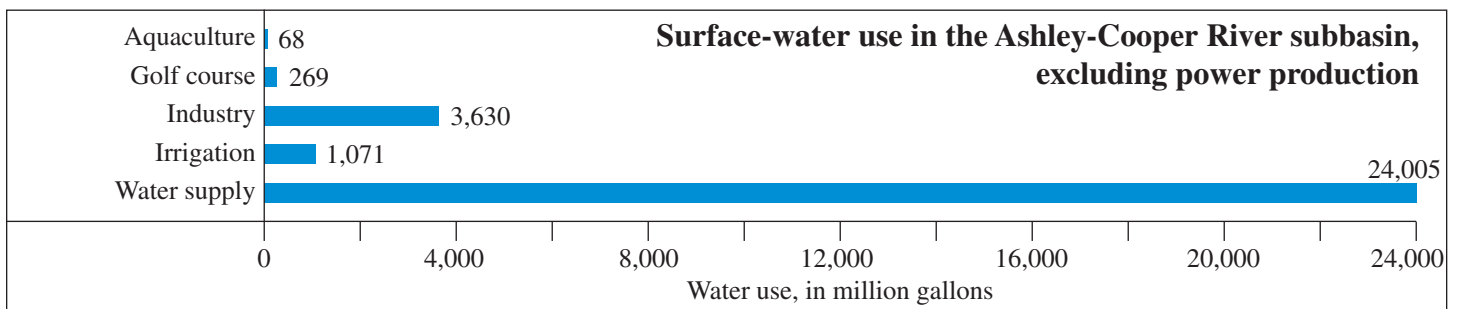 Surface-water use in the Ashley-Cooper River subbasin,
excluding power production
Aquaculture 68
Golf course 269
Industry 3,630
Irrigation 1,071
Water supply 24,005
0 4,000 8,000 12,000 16,000 20,000 24,000
Water use, in million gallons